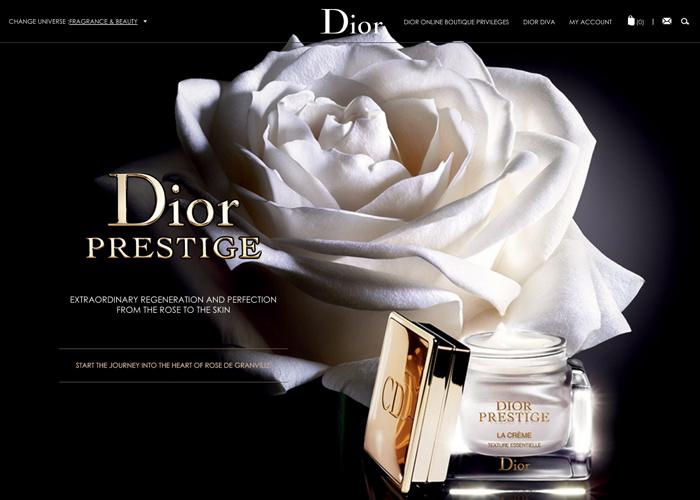 CHANGE UNIVERSE :FRAGRANCE & BEAUTY
Dior
DIOR ONLINE BOUTIQUE PRIVILEGES
DIOR DIVA
MY ACCOUNT
(0)
Dior
PRESTIGE
EXTRAORDINARY REGENERATION AND PERFECTION
FROM THE ROSE TO THE SKIN
START THE JOURNEY INTO THE HEART OF ROSE DE GRANVILLE
CD
DIOR
PRESTIGE
LA CRÈME
TEXTURE ESSENTIELLE
Dior